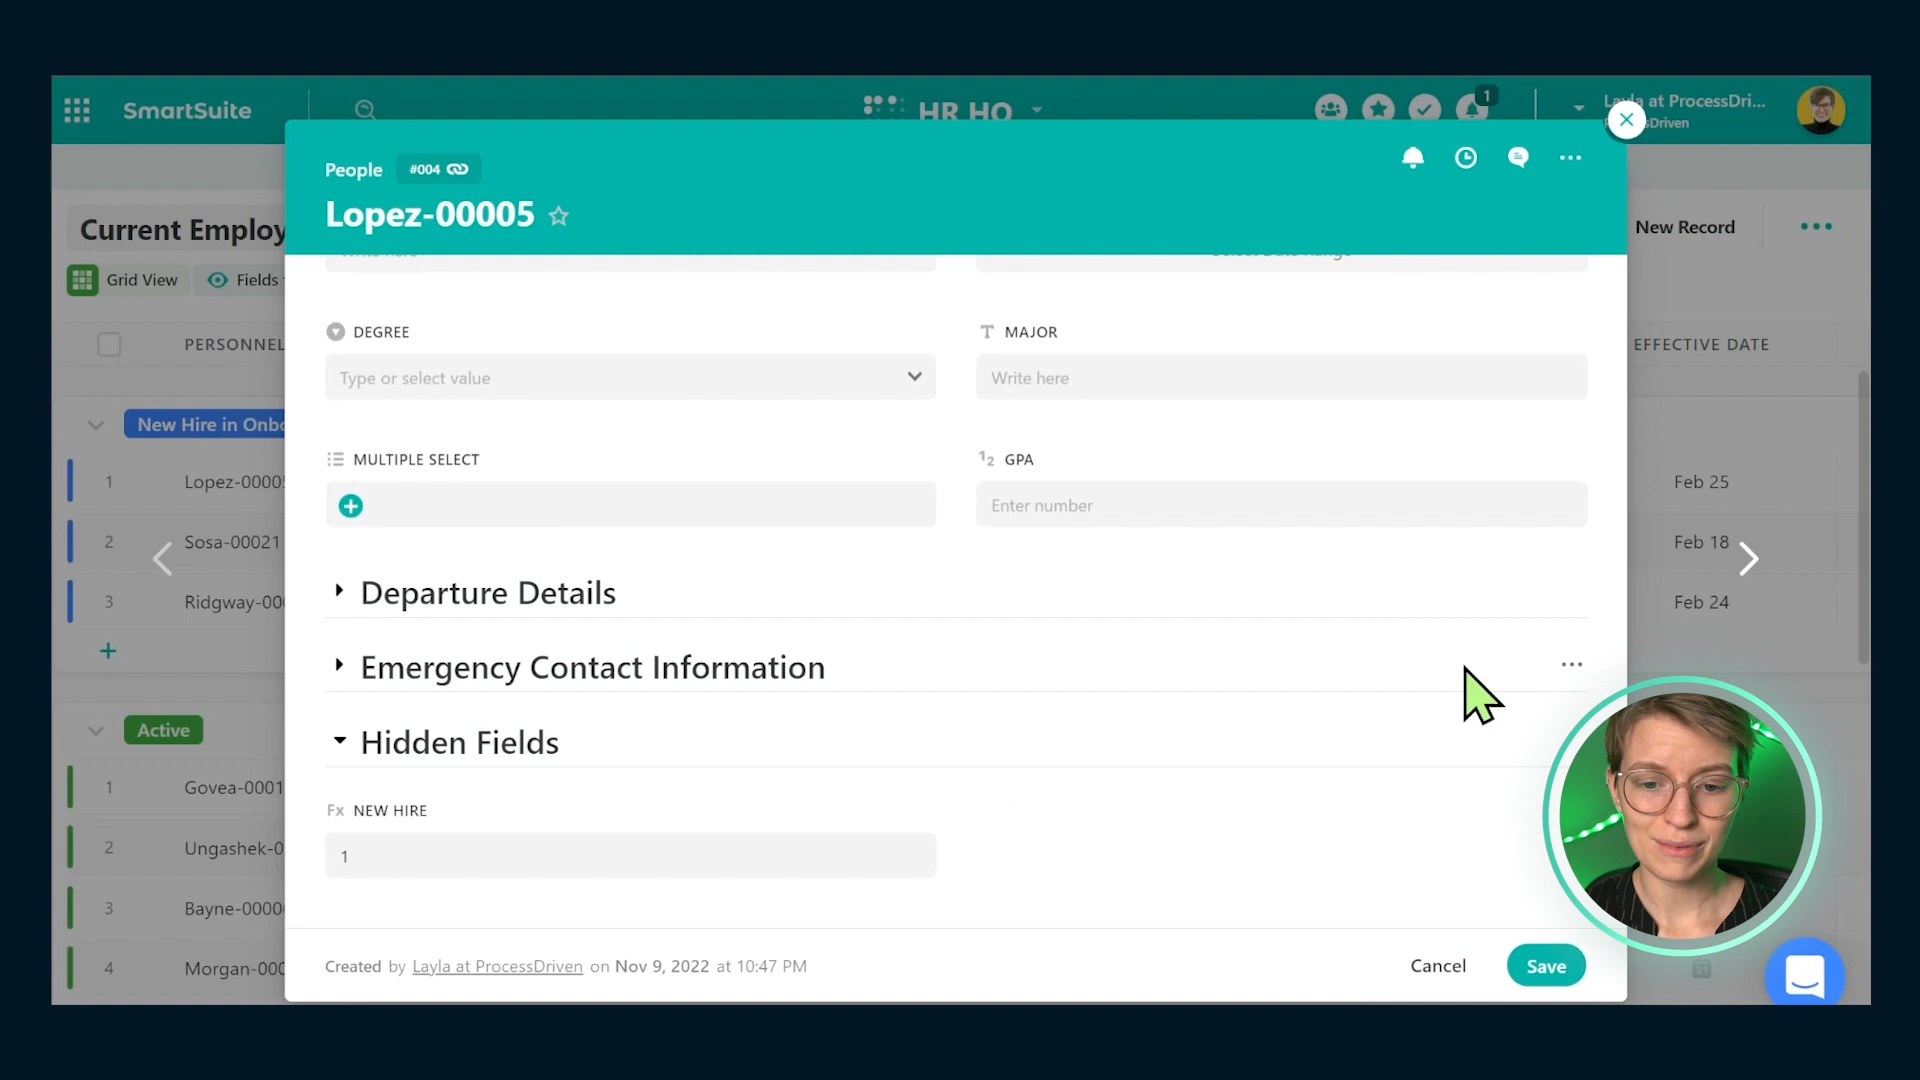 SmartSuite
HR HQ
1
Layla at ProcessDri...
sDriven
People
#004
Lopez-00005
Current Employ
New Record
Grid View
Fields
PERSONNEL
EFFECTIVE DATE
DEGREE
MAJOR
Type or select value
Write here
New Hire in Onbo
MULTIPLE SELECT
GPA
Enter number
1
Lopez-0000
Feb 25
2
Sosa-00021
Feb 18
3
Ridgway-00
Feb 24
Departure Details
Emergency Contact Information
Hidden Fields
Active
NEW HIRE
1
1
Govea-0001
2
Ungashek-0
3
Bayne-0000
4
Morgan-000
Created by Layla at ProcessDriven on Nov 9, 2022 at 10:47 PM
Cancel
Save